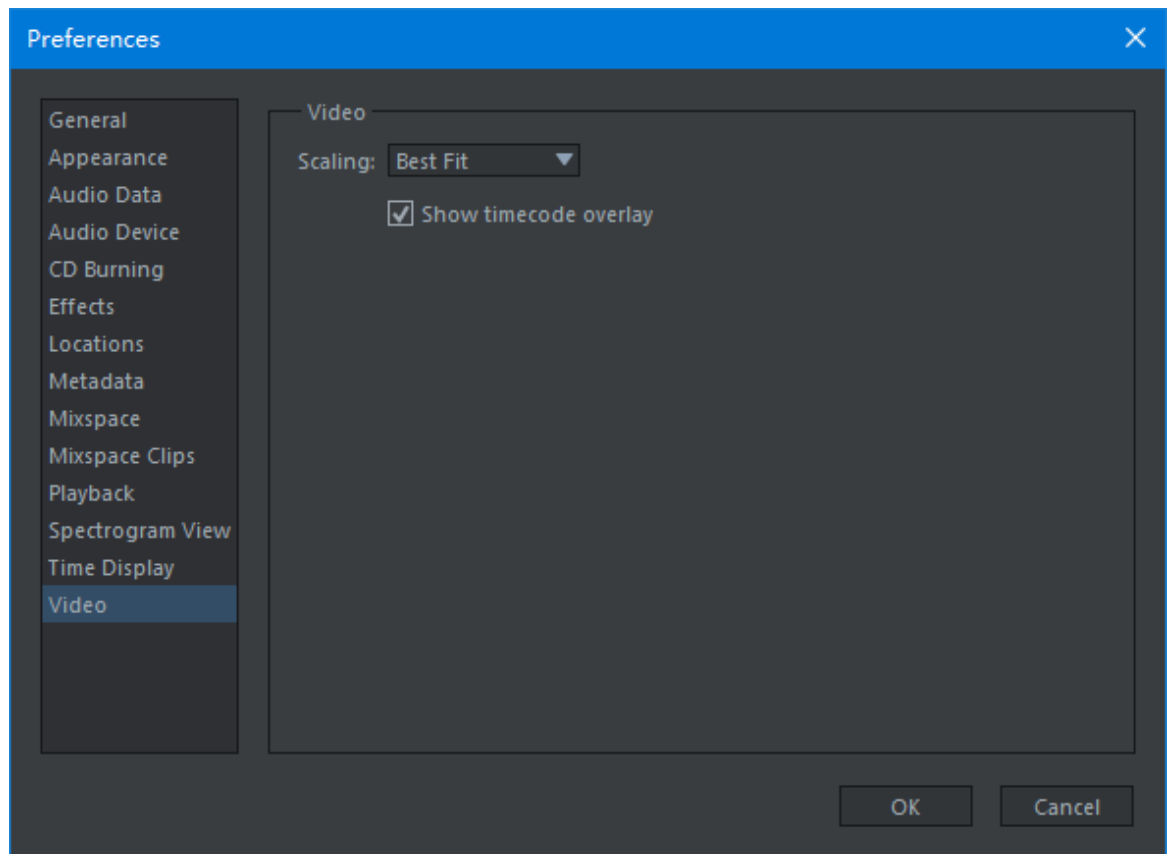 Preferences
General
Appearance
Audio Data
Audio Device
CD Burning
Effects
Locations
Metadata
Mixspace
Mixspace Clips
Playback
Spectrogram View
Time Display
Video
Video
Scaling: Best Fit
Show timecode overlay
OK Cancel